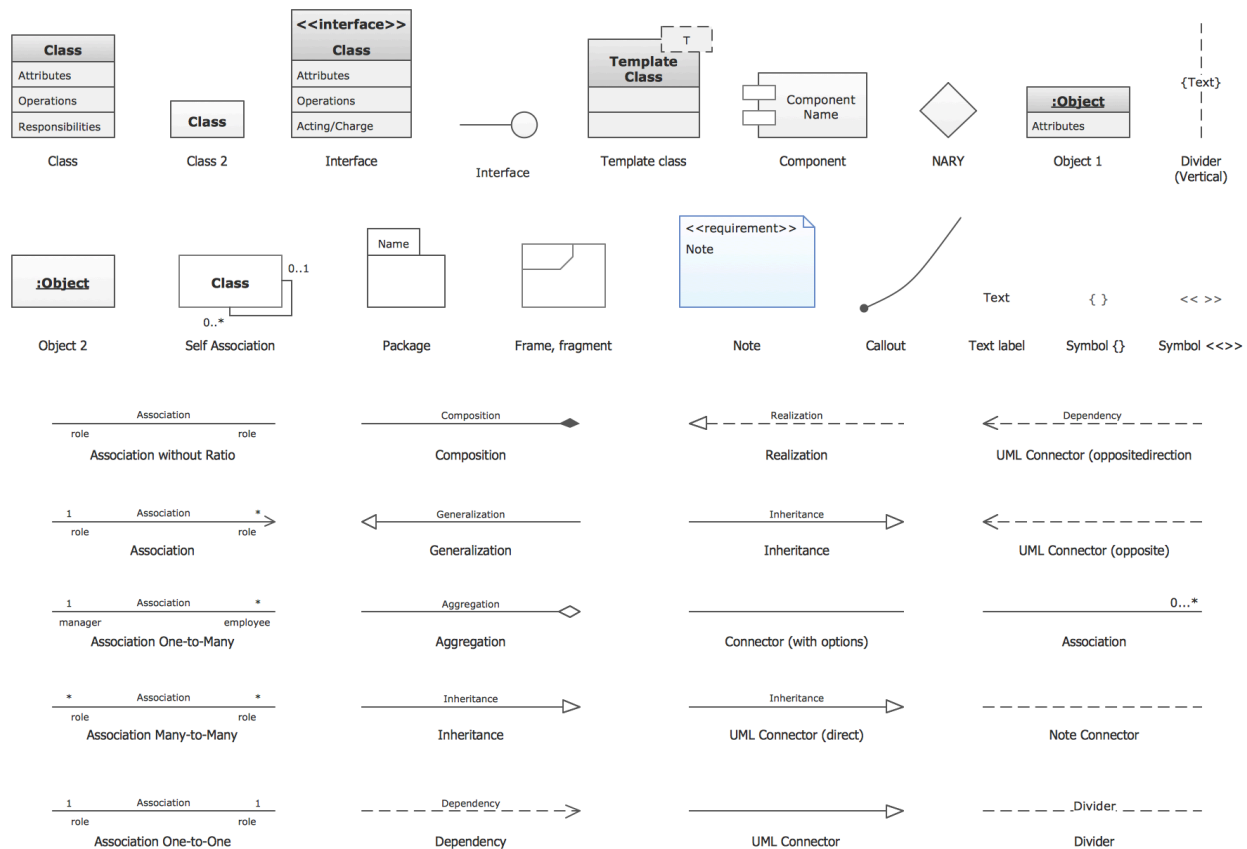 <<interface>>
Class
Attributes
Operations
Responsibilities
Class
Class
Class 2
Class
Attributes
Operations
Acting/Charge
Interface
Interface
T
Template
Class
Template class
Component
Name
Component
NARY
:Object
Attributes
Object 1
{Text}
Divider
(Vertical)
:Object
Object 2
Class
0..1
0..*
Self Association
Name
Package
Frame, fragment
<<requirement>>
Note
Note
Callout
Text
Text label
{ }
Symbol {}
<< >>
Symbol <<>>
Association
role role
Association without Ratio
Composition
Composition
Realization
Realization
Dependency
UML Connector (oppositedirection
1 Association *
role role
Association
Generalization
Generalization
Inheritance
Inheritance
UML Connector (opposite)
1 Association *
manager employee
Association One-to-Many
Aggregation
Aggregation
Connector (with options)
0...*
Association
* Association *
role role
Association Many-to-Many
Inheritance
Inheritance
Inheritance
UML Connector (direct)
Note Connector
1 Association 1
role role
Association One-to-One
Dependency
Dependency
UML Connector
Divider
Divider